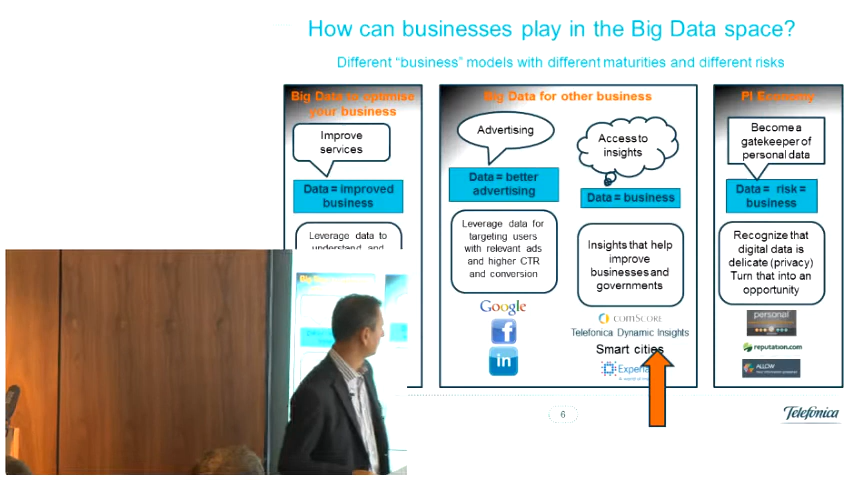 How can businesses play in the Big Data space?
Different “business” models with different maturities and different risks
Big Data to optimise
your business
Improve
services
Data = improved
business
Leverage data to
understand and
Big Data for other business
Advertising
Data = better
advertising
Leverage data for
targeting users
with relevant ads
and higher CTR
and conversion
Google
f
in
Access to
insights
Data = business
Insights that help
improve
businesses and
governments
comScore
Telefonica Dynamic Insights
Smart cities
PI Economy
Become a
gatekeeper of
personal data
Data = risk =
business
Recognize that
digital data is
delicate (privacy)
Turn that into an
opportunity
personal
reputation.com
ALLOW
6
Telefónica